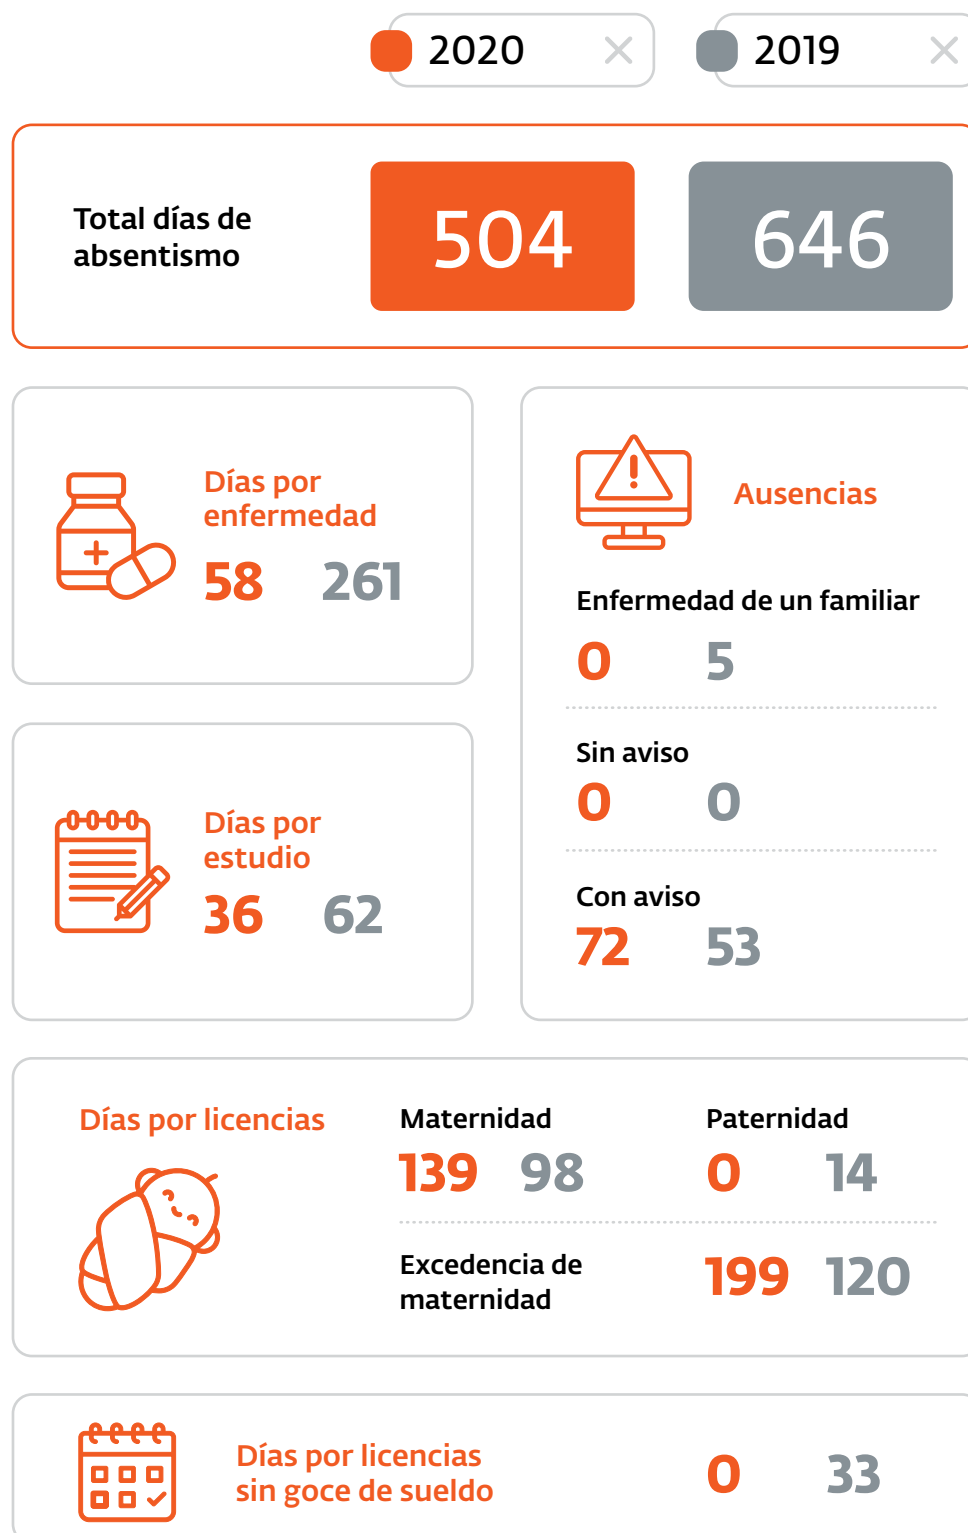 2020
2019
Total días de
absentismo
504
646
Días por
enfermedad
58 261
Días por
estudio
36 62
Ausencias
Enfermedad de un familiar
0 5
Sin aviso
0 0
Con aviso
72 53
Días por licencias
Maternidad
139 98
Paternidad
0 14
Excedencia de
maternidad
199 120
Días por licencias
sin goce de sueldo
0 33